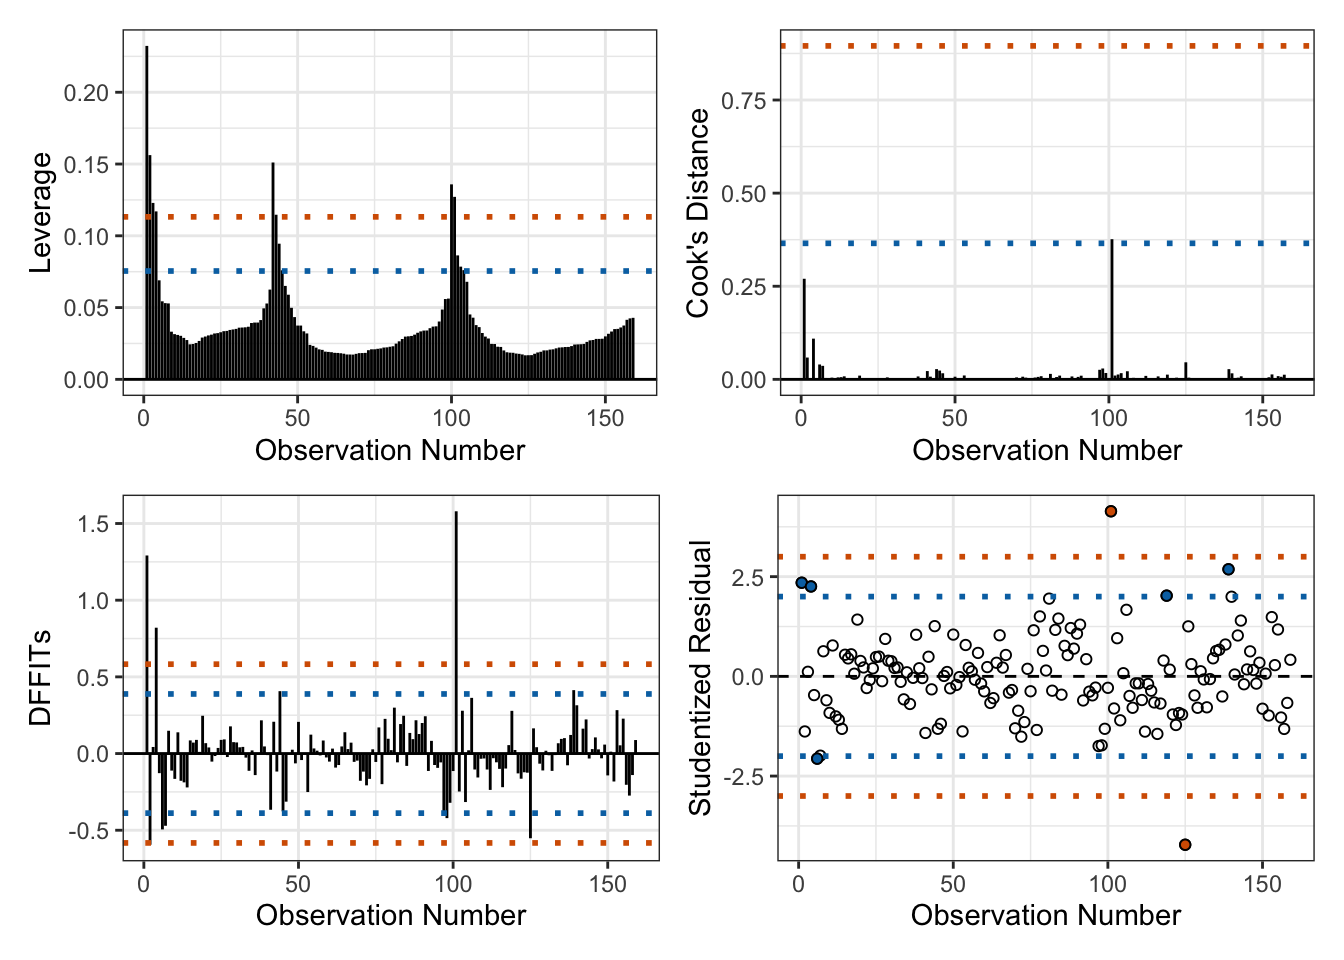 Leverage
0.20
0.15
0.10
0.05
0.00
0 50 100 150
Observation Number
Cook's Distance
0.75
0.50
0.25
0.00
0 50 100 150
Observation Number
DFFITs
1.5
1.0
0.5
0.0
-0.5
0 50 100 150
Observation Number
Studentized Residual
2.5
0.0
-2.5
0 50 100 150
Observation Number